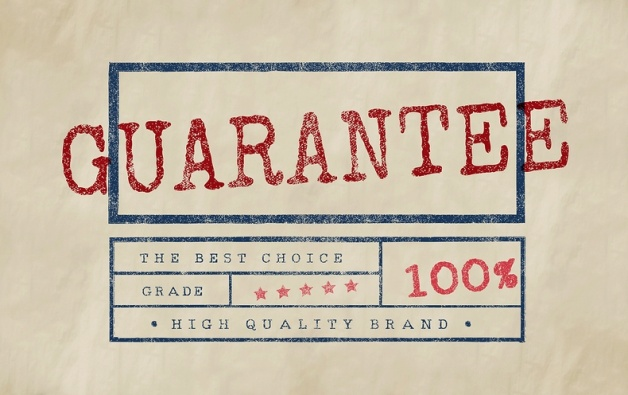 GUARANTEE
THE BEST CHOICE
100%
GRADE
• HIGH QUALITY BRAND •